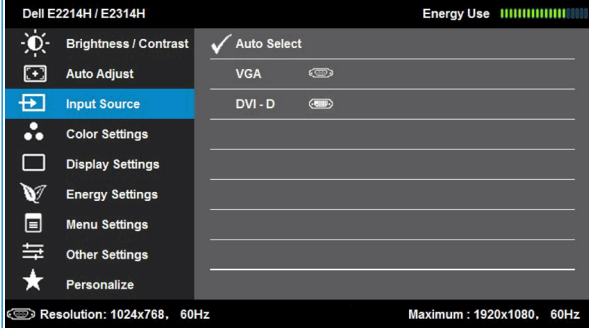 Dell E2214H / E2314H Energy Use
Brightness / Contrast Auto Select
Auto Adjust VGA
Input Source DVI - D
Color Settings
Display Settings
Energy Settings
Menu Settings
Other Settings
Personalize
Resolution: 1024x768, 60Hz Maximum : 1920x1080, 60Hz